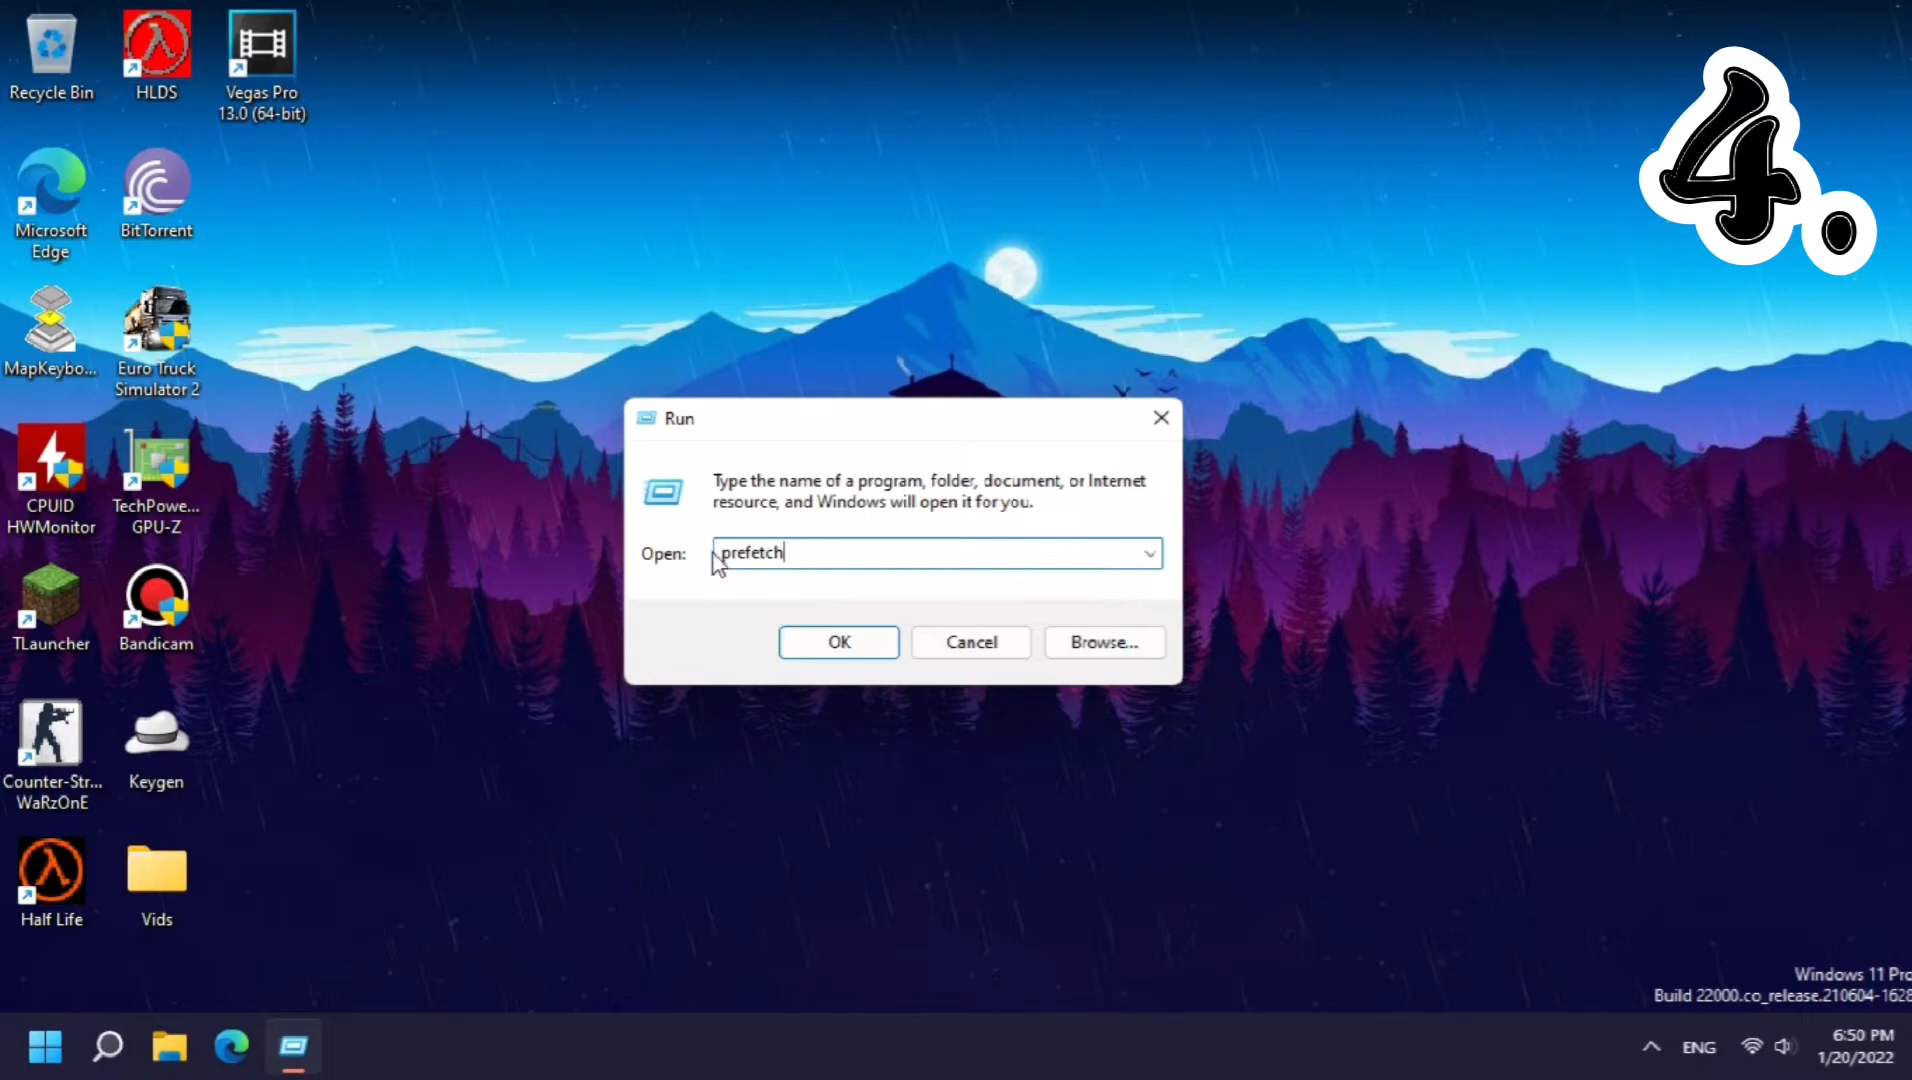 Recycle Bin
HLDS
Vegas Pro
13.0 (64-bit)
4.
Microsoft
Edge
BitTorrent
MapKeybo...
Euro Truck
Simulator 2
CPUID
HWMonitor
TechPowe...
GPU-Z
TLauncher
Bandicam
Counter-Str...
WaRzOnE
Keygen
Half Life
Vids
Run
Type the name of a program, folder, document, or Internet
resource, and Windows will open it for you.
Open:
prefetch
OK
Cancel
Browse...
Windows 11 Pro
Build 22000.co_release.210604-1628
ENG
6:50 PM
1/20/2022